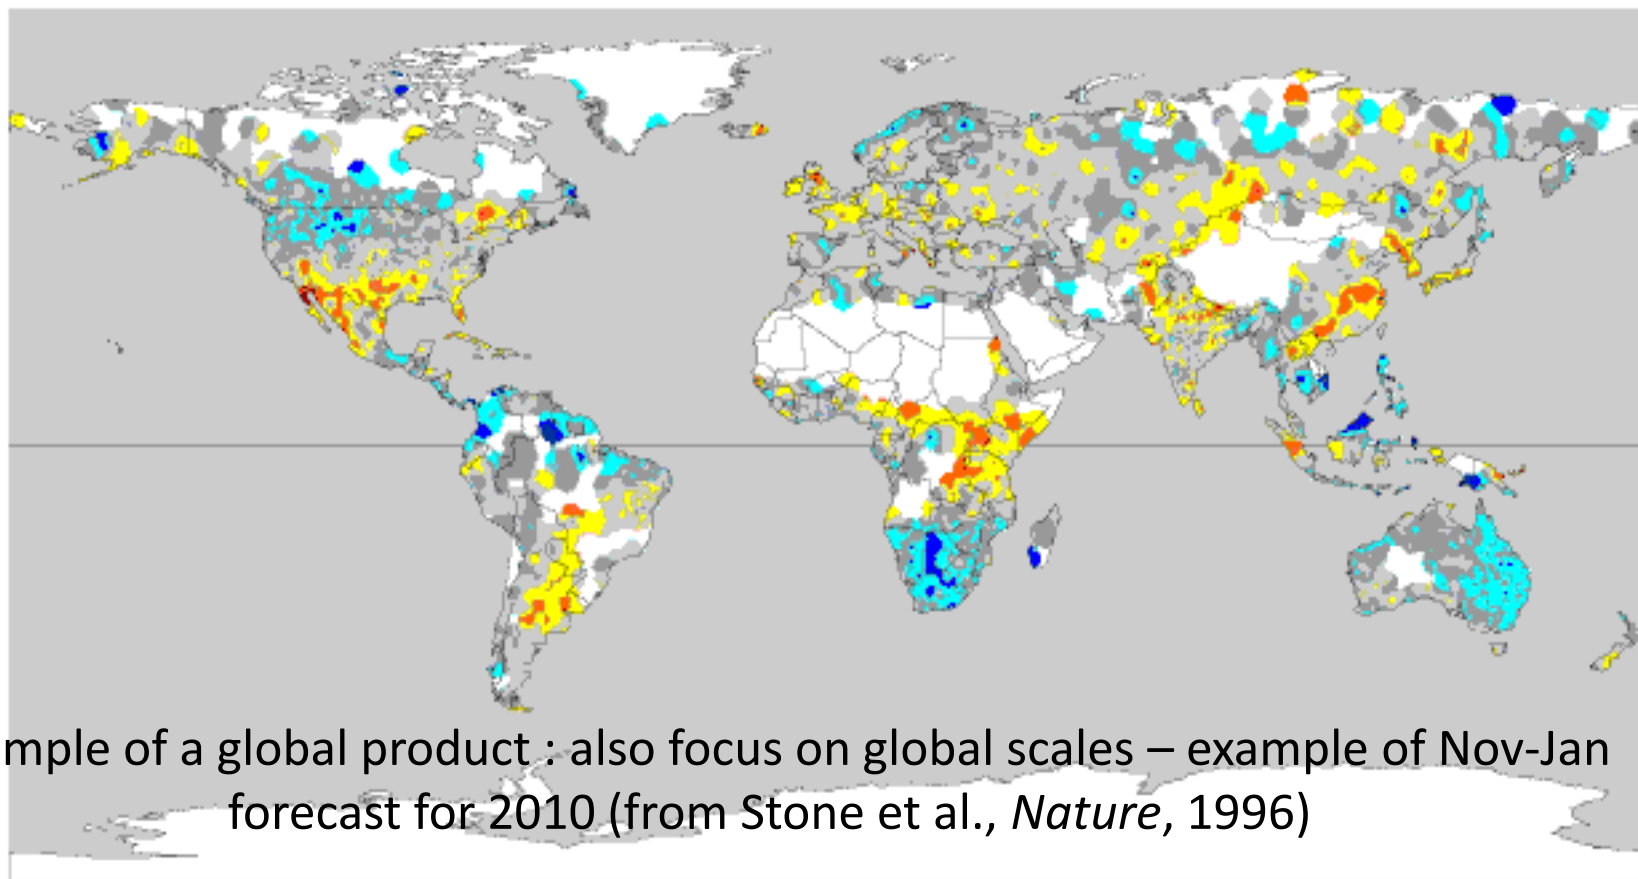 mple of a global product : also focus on global scales – example of Nov-Jan
forecast for 2010 (from Stone et al., Nature, 1996)